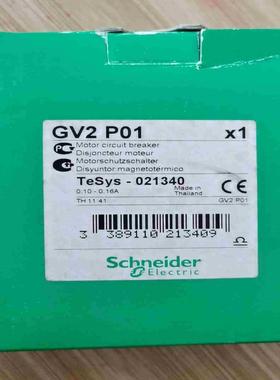 GV2 P01 x1
Motor circuit breaker
Disjoncteur moteur
Motorschutzschalter
Disyuntor magnetotermico
TeSys - 021340
Made in
Thailand
0.10 - 0.16A
CE
TH 11 41
GV2 P01
3 389110 213409
Schneider
Electric